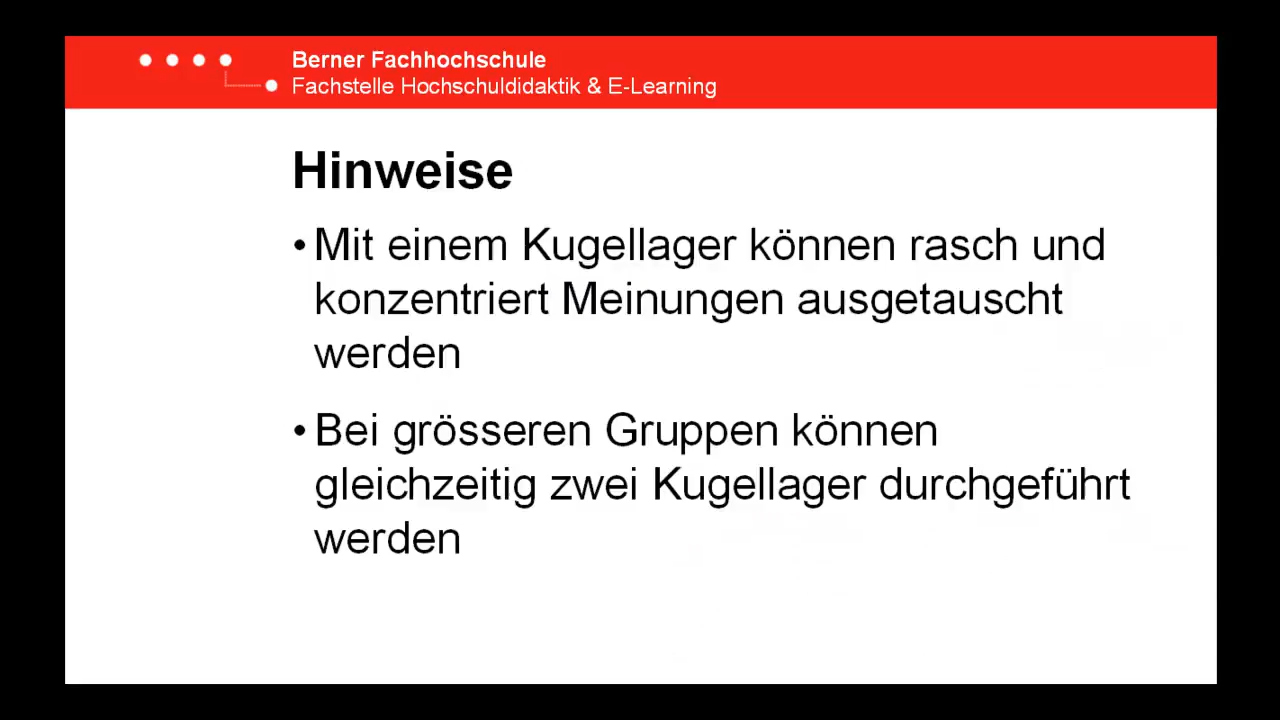 Berner Fachhochschule
Fachstelle Hochschuldidaktik & E-Learning
Hinweise
•Mit einem Kugellager können rasch und
konzentriert Meinungen ausgetauscht
werden
•Bei grösseren Gruppen können
gleichzeitig zwei Kugellager durchgeführt
werden